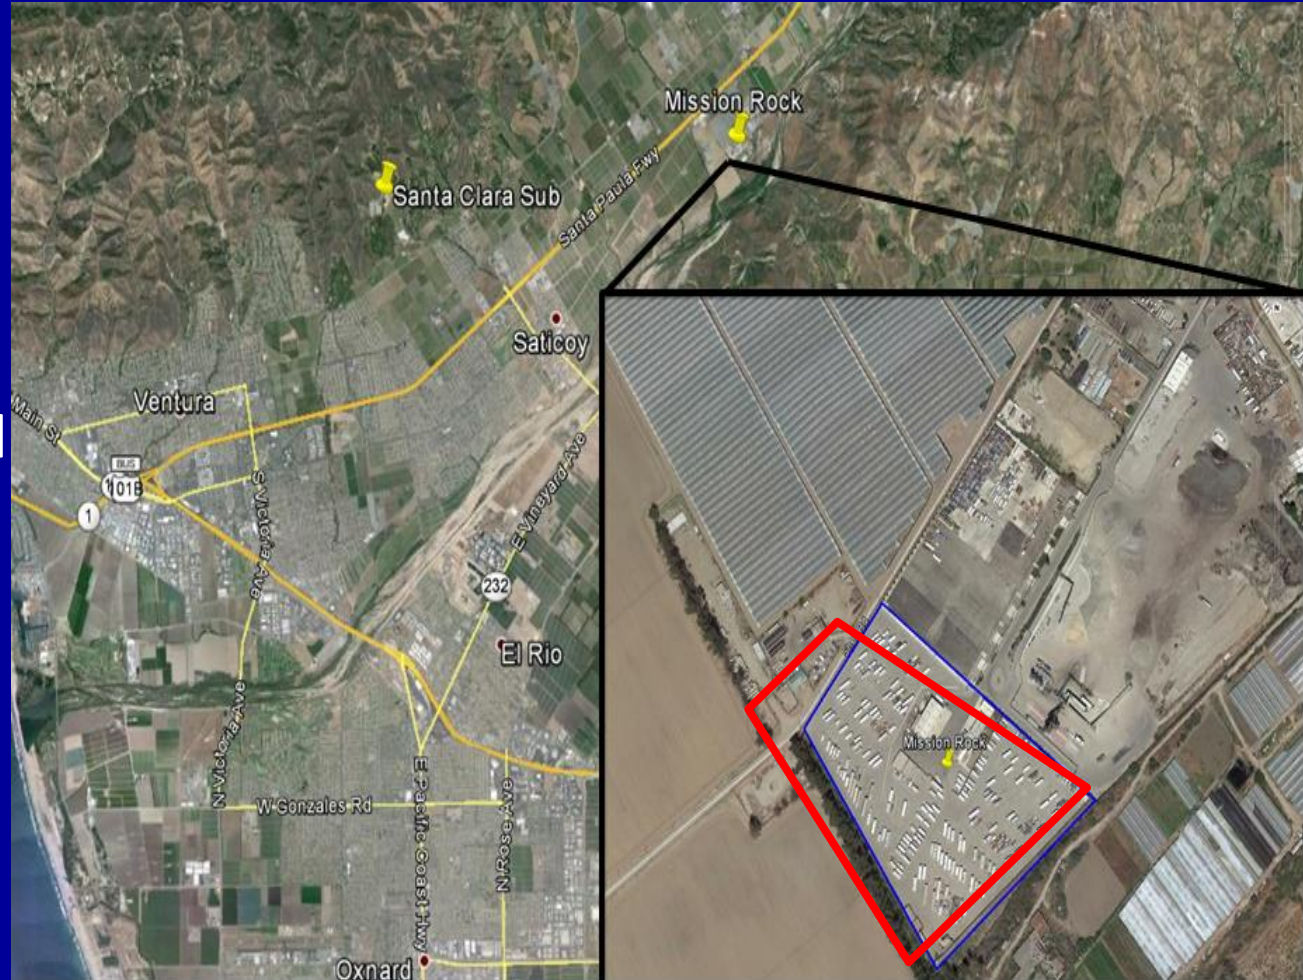 Mission Rock
Santa Paula Fwy
Santa Clara Sub
Saticoy
Ventura
Main St
BUS
101B
1
S Victoria Ave
E Vineyard Ave
232
El Rio
N Victoria Ave
Mission Rock
E Pacific Coast Hwy
N Rose Ave
W Gonzales Rd
Oxnard